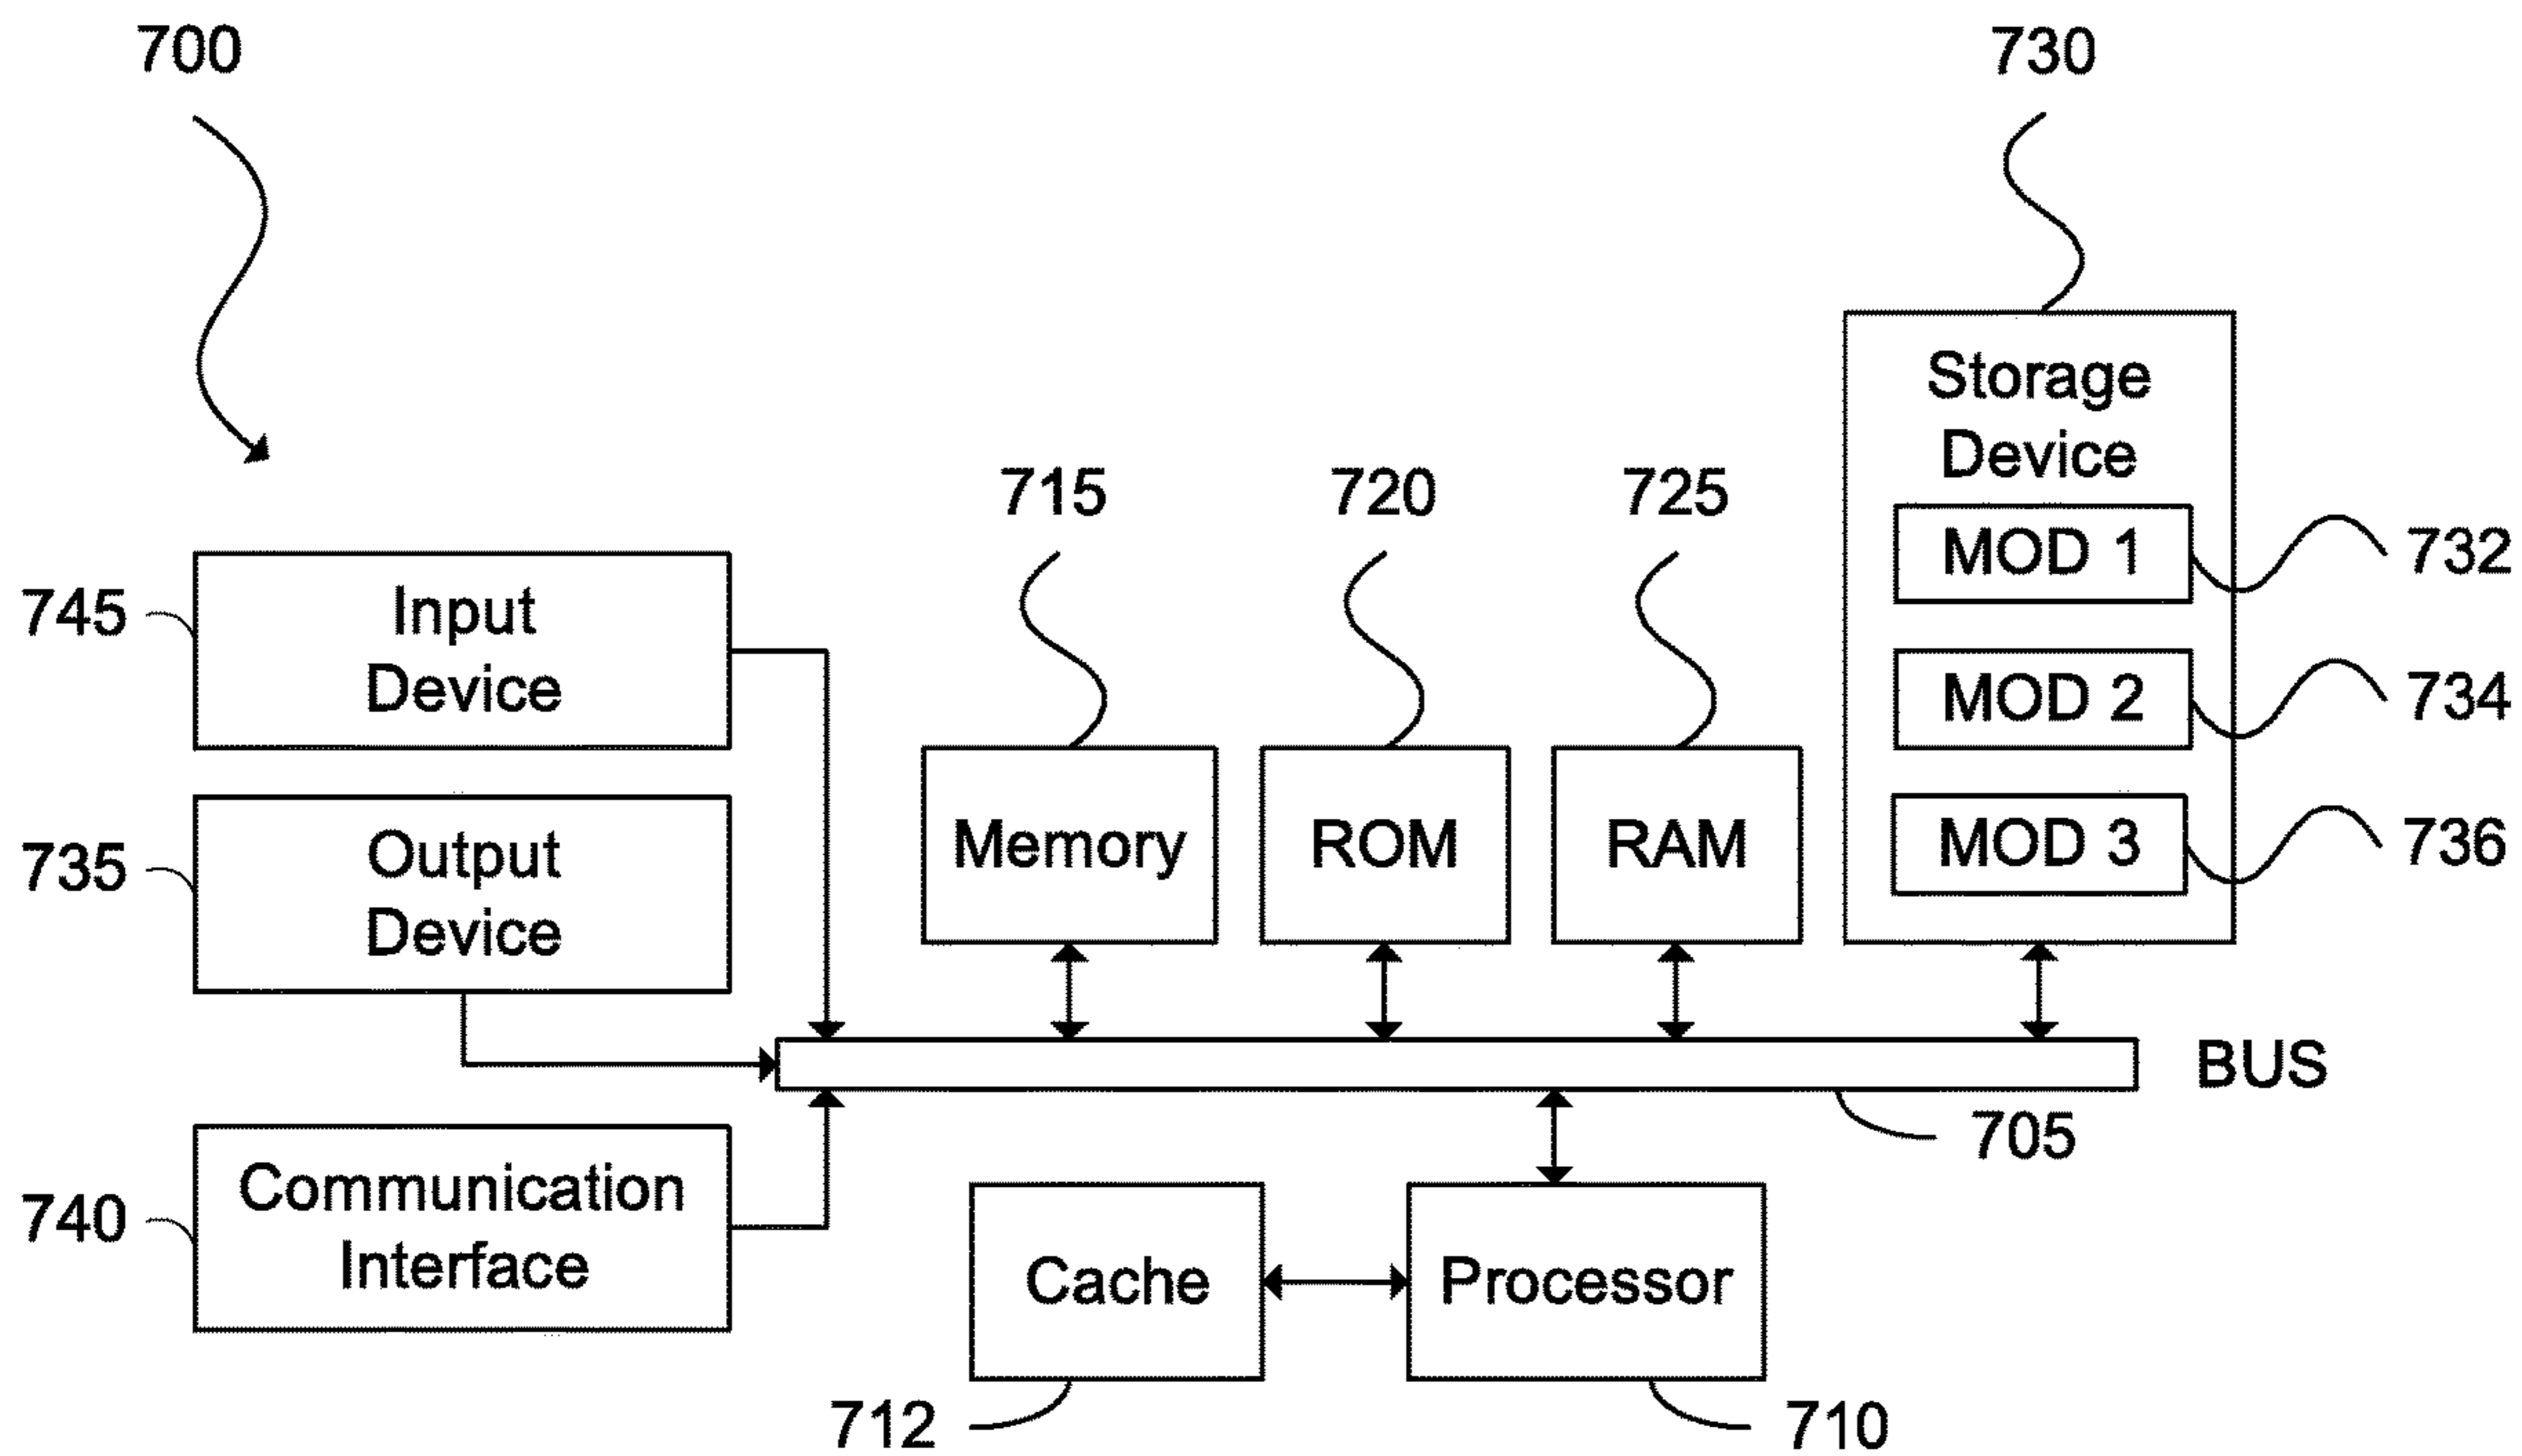 700
730
Storage
Device
715
720
725
MOD 1
732
745
Input
Device
MOD 2
734
735
Output
Device
Memory
ROM
RAM
MOD 3
736
BUS
705
740
Communication
Interface
Cache
Processor
712
710